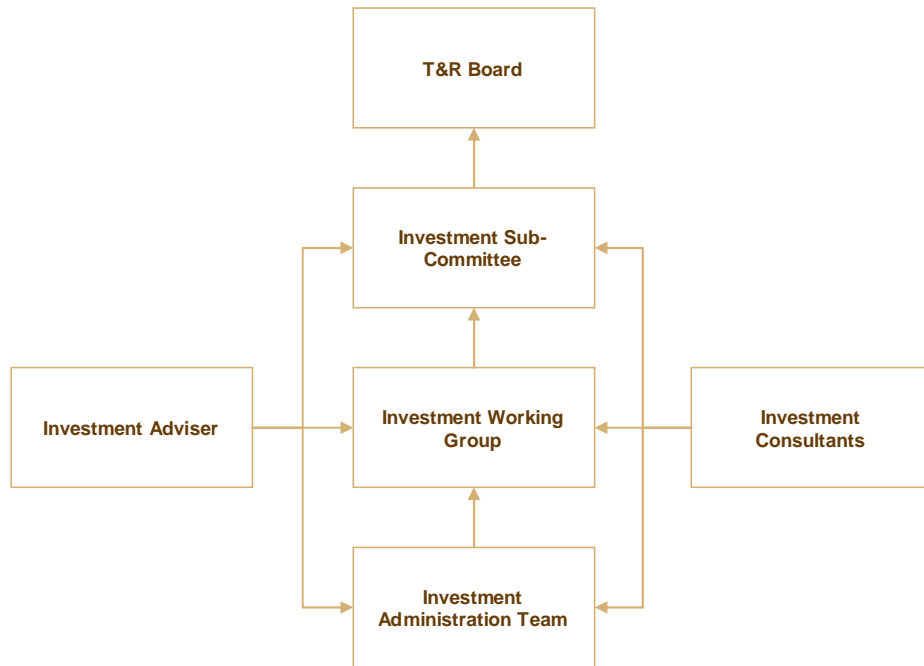 T&R Board
Investment Sub-
Committee
Investment Adviser
Investment Working
Group
Investment
Consultants
Investment
Administration Team